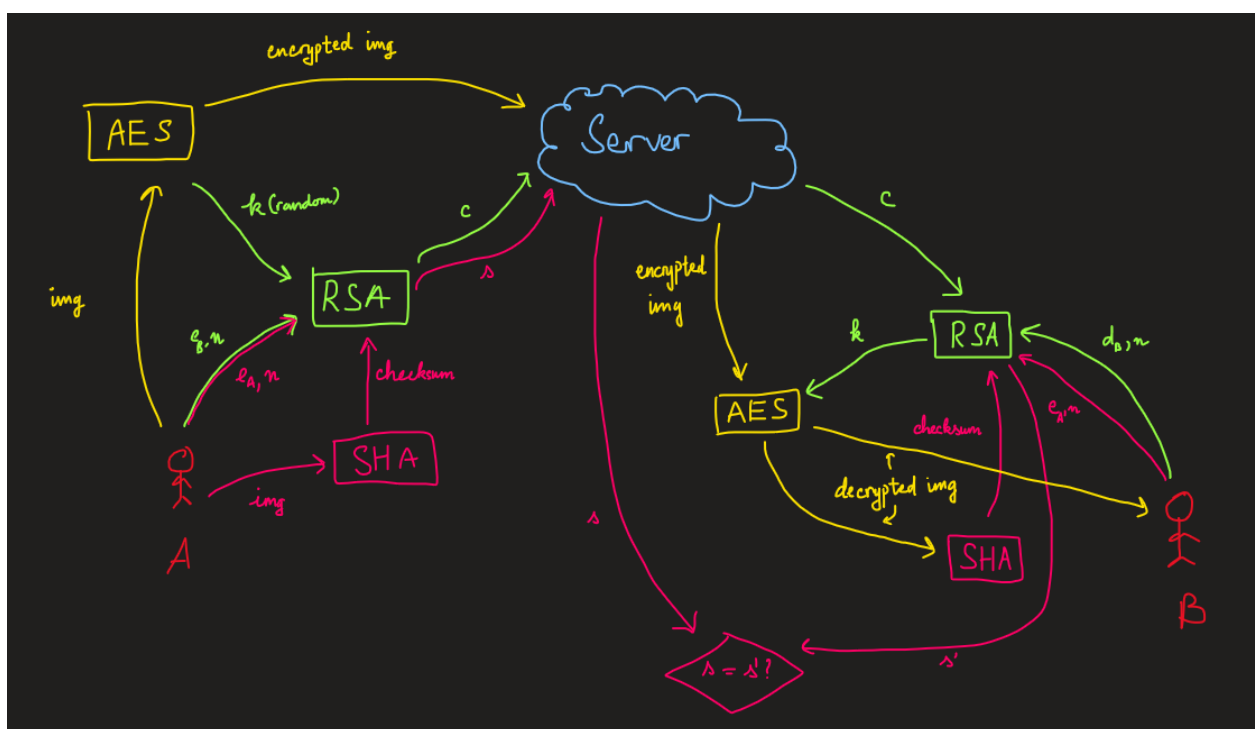 encrypted img
AES
Server
k (random)
c
c
s
img
RSA
encrypted
img
e_B, n
e_A, n
k
RSA
d_B, n
checksum
AES
e_A, n
checksum
SHA
img
decrypted img
s
SHA
A
B
s = s'?
s'